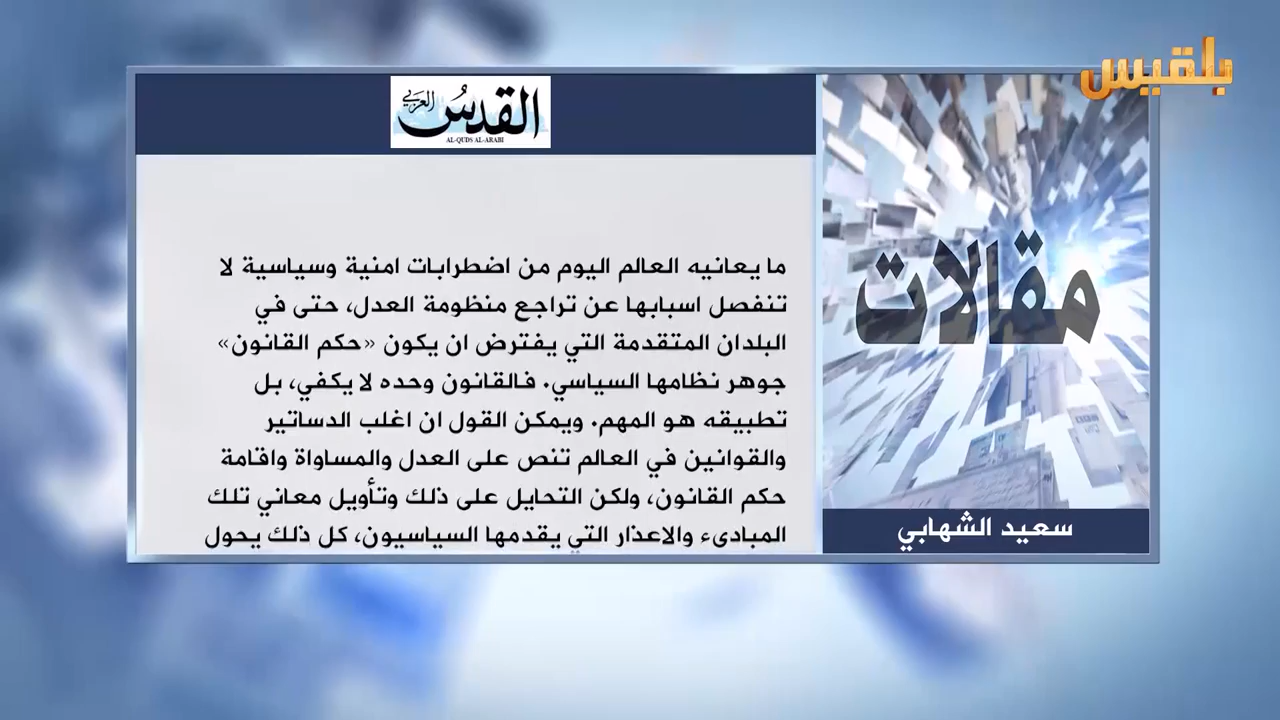 بلقيس
القدس العربي
AL-QUDS AL-ARABI
مقالات
سعيد الشهابي
ما يعانيه العالم اليوم من اضطرابات امنية وسياسية لا
تنفصل اسبابها عن تراجع منظومة العدل، حتى في
البلدان المتقدمة التي يفترض ان يكون «حكم القانون»
جوهر نظامها السياسي. فالقانون وحده لا يكفي، بل
تطبيقه هو المهم. ويمكن القول ان اغلب الدساتير
والقوانين في العالم تنص على العدل والمساواة واقامة
حكم القانون، ولكن التحايل على ذلك وتأويل معاني تلك
المبادىء والاعذار التي يقدمها السياسيون، كل ذلك يحول